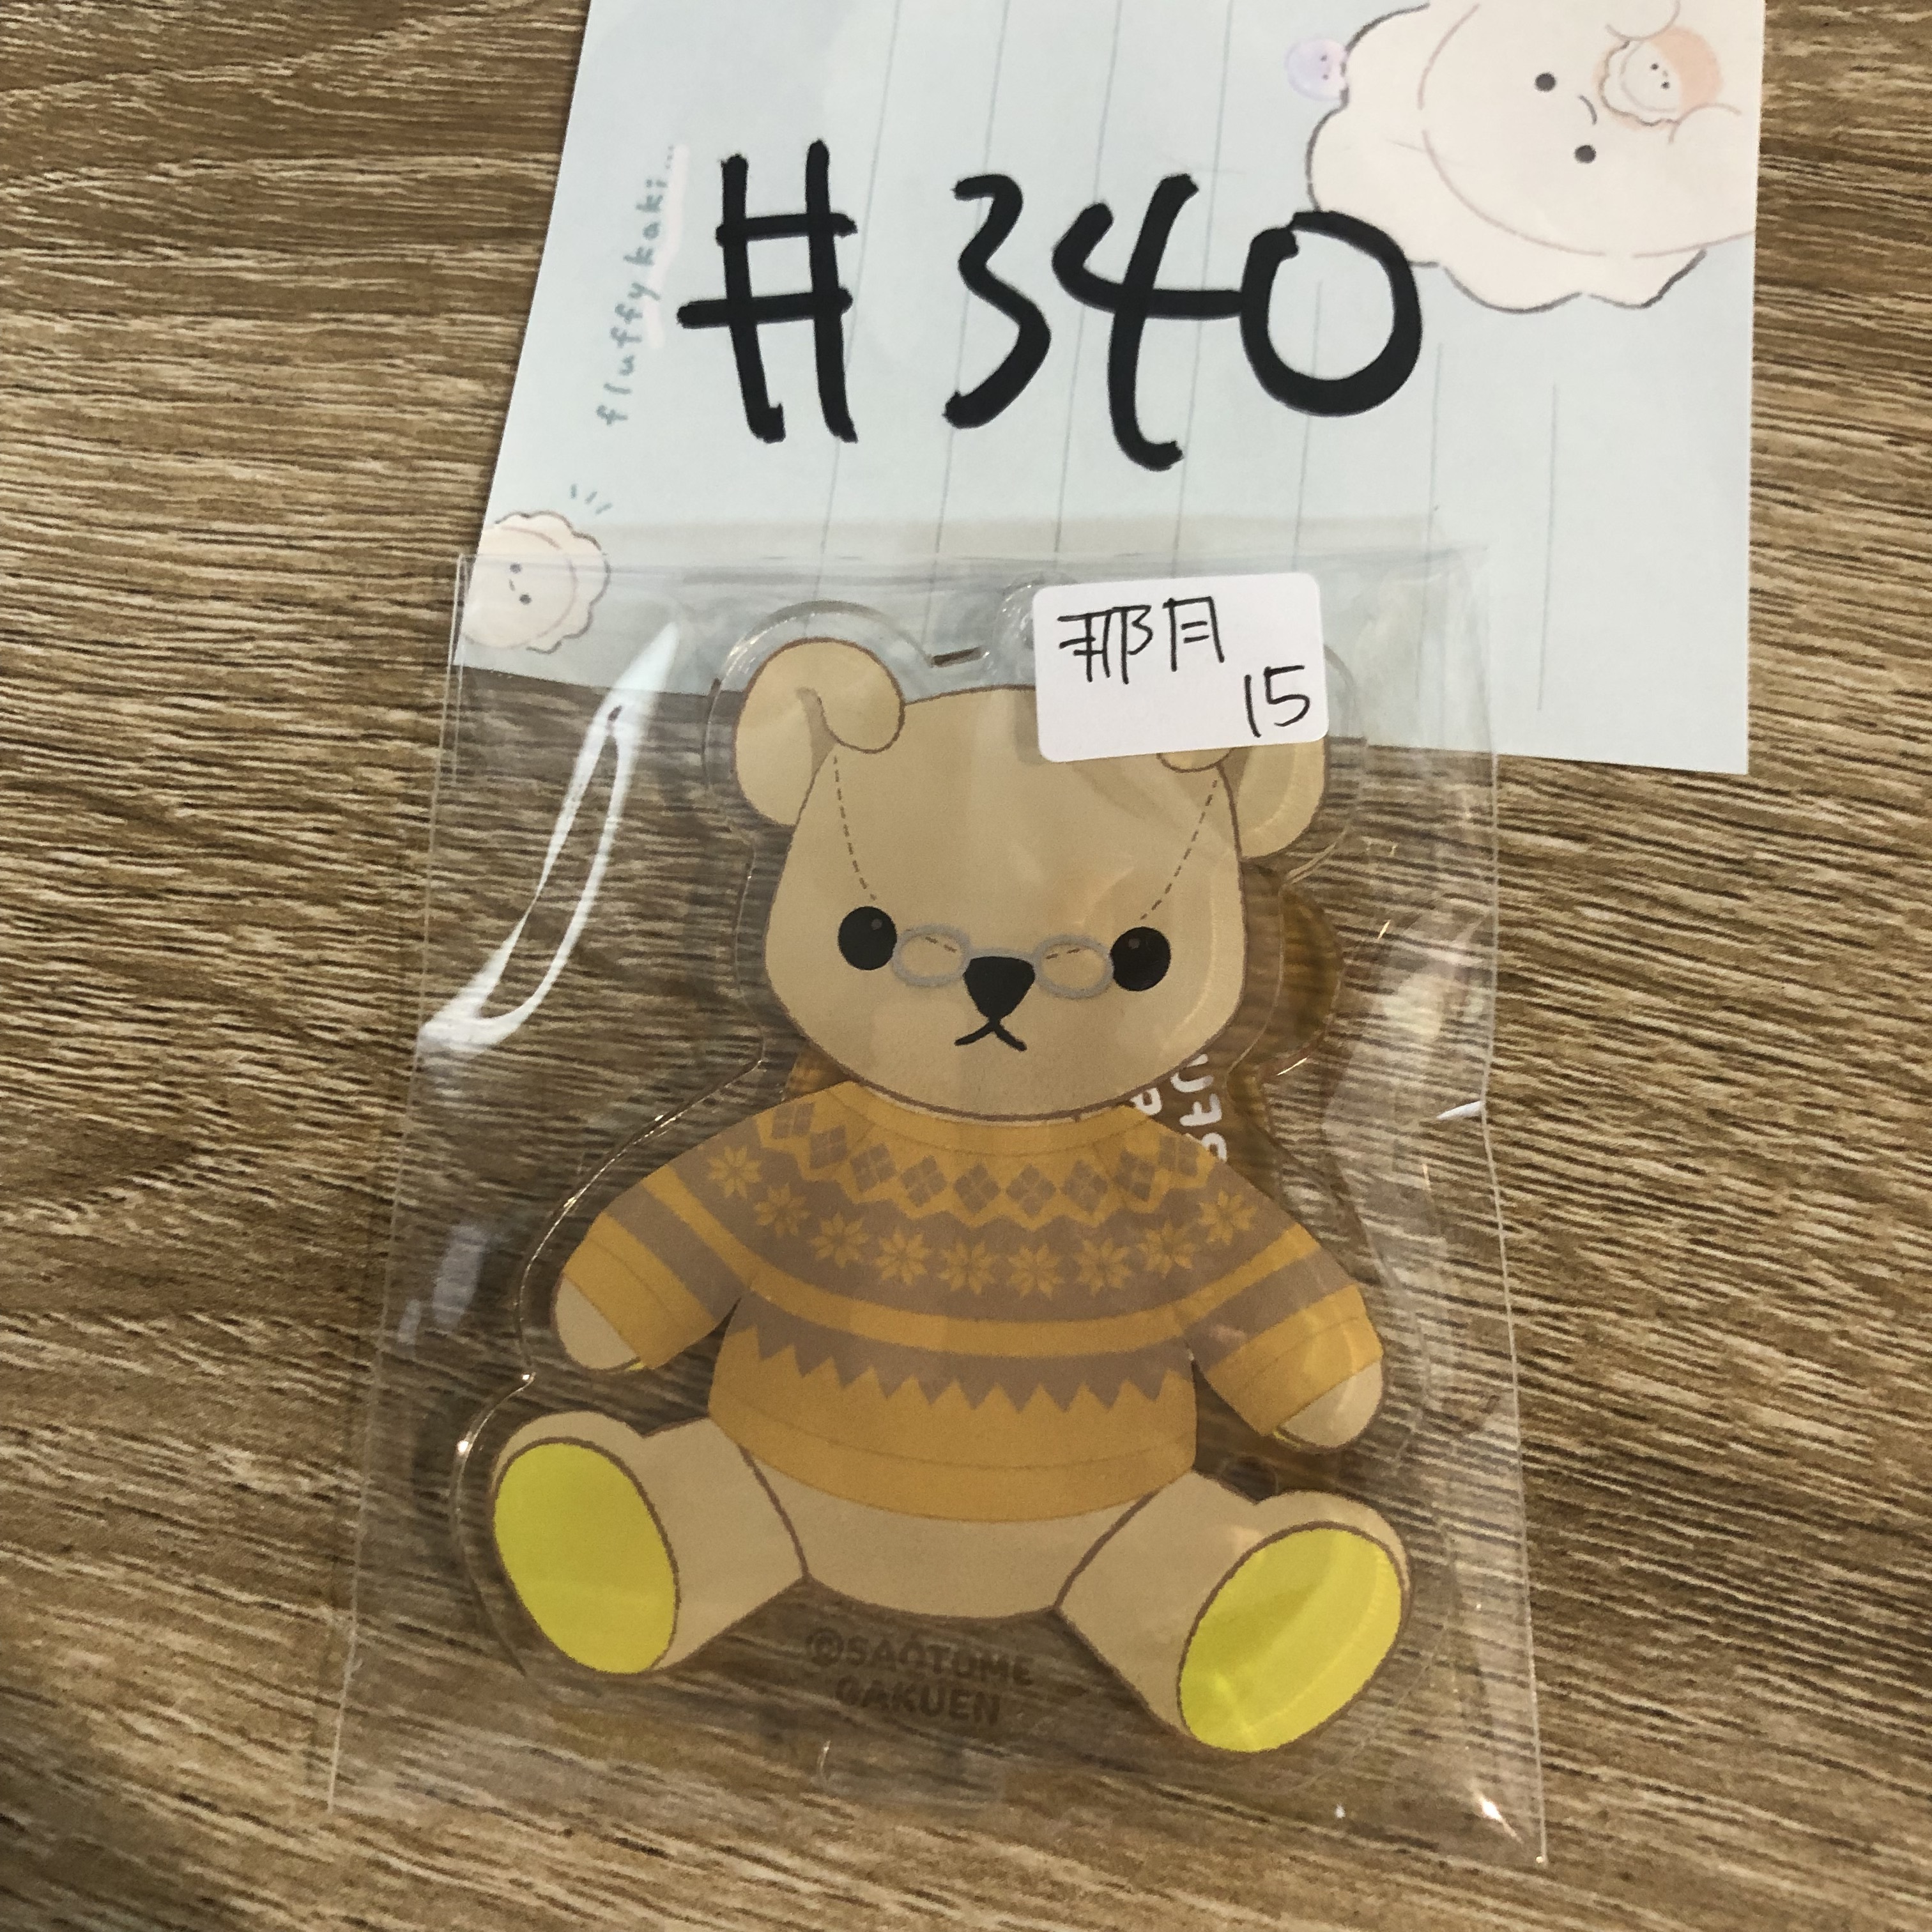 #340
fluffy kaki...
那月
15
©SAOTOME
GAKUEN